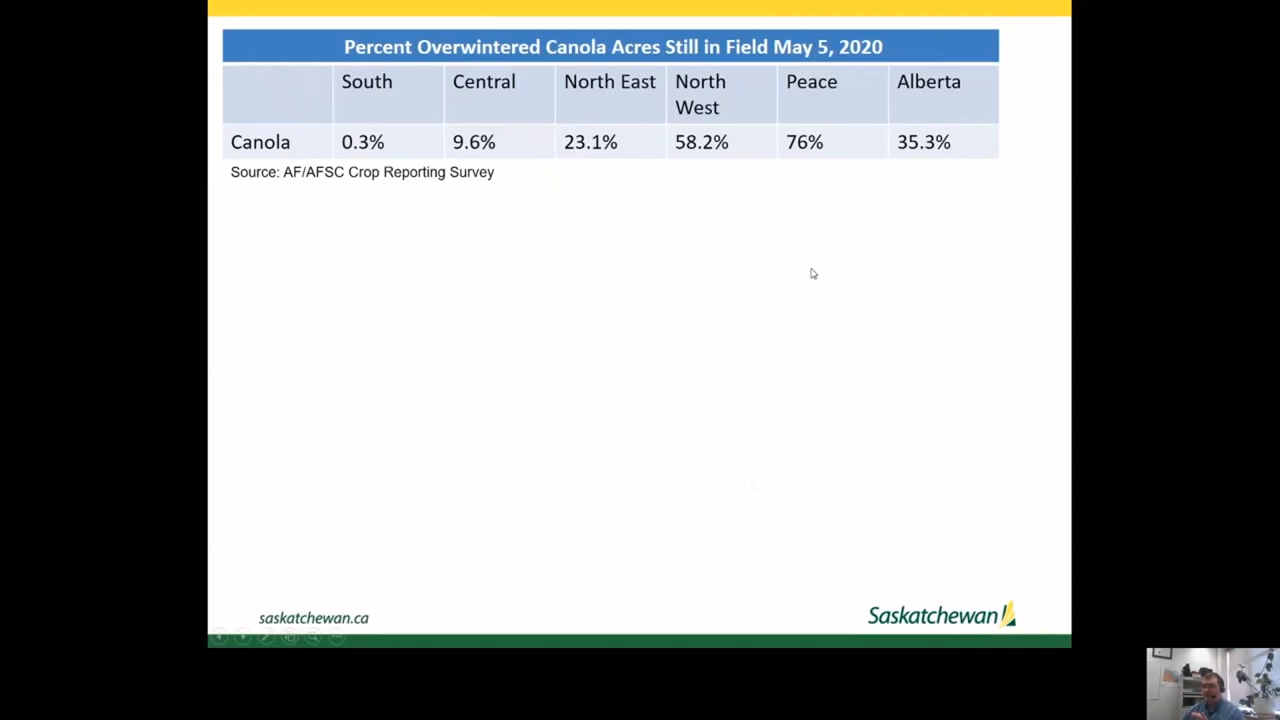 Percent Overwintered Canola Acres Still in Field May 5, 2020
South Central North East North West Peace Alberta
Canola 0.3% 9.6% 23.1% 58.2% 76% 35.3%
Source: AF/AFSC Crop Reporting Survey
saskatchewan.ca
Saskatchewan